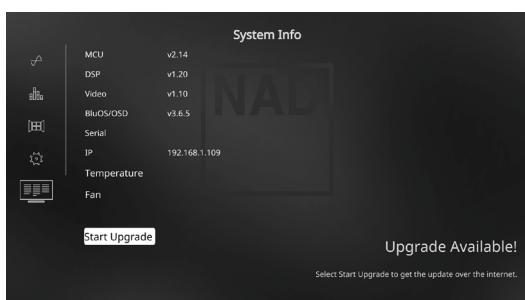 System Info
MCU v2.14
DSP v1.20
Video v1.10
BluOS/OSD v3.6.5
Serial
IP 192.168.1.109
Temperature
Fan
NAD
Start Upgrade
Upgrade Available!
Select Start Upgrade to get the update over the internet.